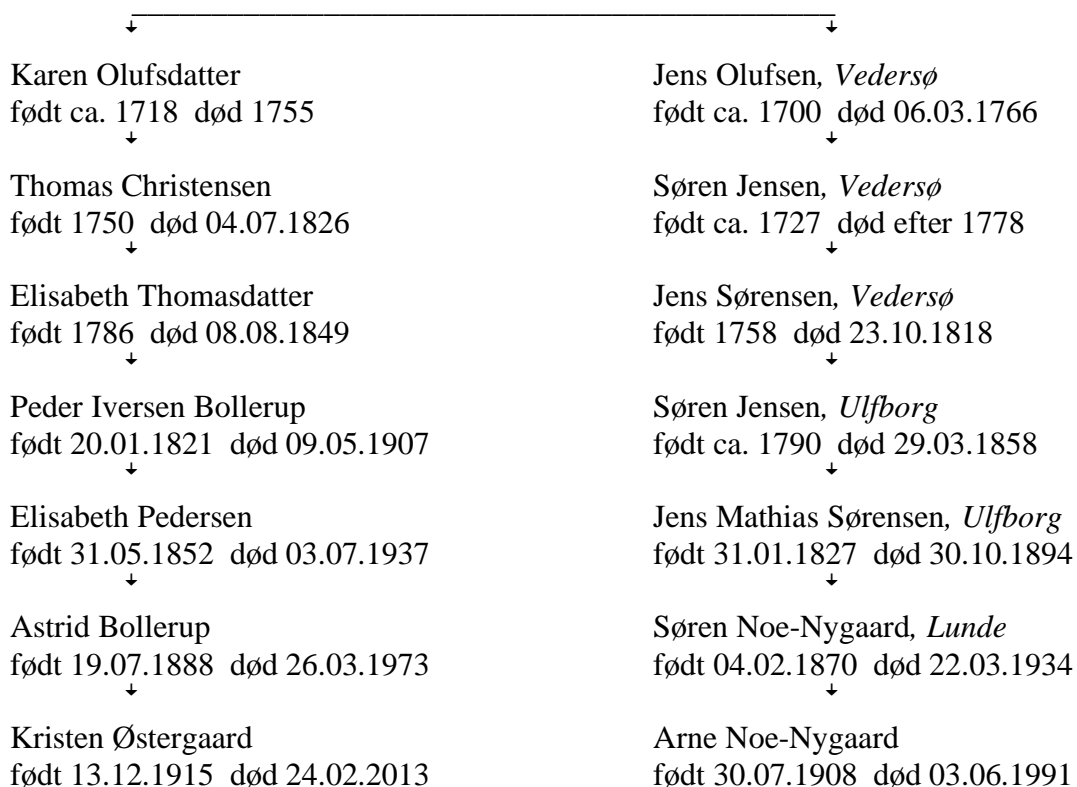 Karen Olufsdatter
født ca. 1718 død 1755
Thomas Christensen
født 1750 død 04.07.1826
Elisabeth Thomasdatter
født 1786 død 08.08.1849
Peder Iversen Bollerup
født 20.01.1821 død 09.05.1907
Elisabeth Pedersen
født 31.05.1852 død 03.07.1937
Astrid Bollerup
født 19.07.1888 død 26.03.1973
Kristen Østergaard
født 13.12.1915 død 24.02.2013
Jens Olufsen, Vedersø
født ca. 1700 død 06.03.1766
Søren Jensen, Vedersø
født ca. 1727 død efter 1778
Jens Sørensen, Vedersø
født 1758 død 23.10.1818
Søren Jensen, Ulfborg
født ca. 1790 død 29.03.1858
Jens Mathias Sørensen, Ulfborg
født 31.01.1827 død 30.10.1894
Søren Noe-Nygaard, Lunde
født 04.02.1870 død 22.03.1934
Arne Noe-Nygaard
født 30.07.1908 død 03.06.1991